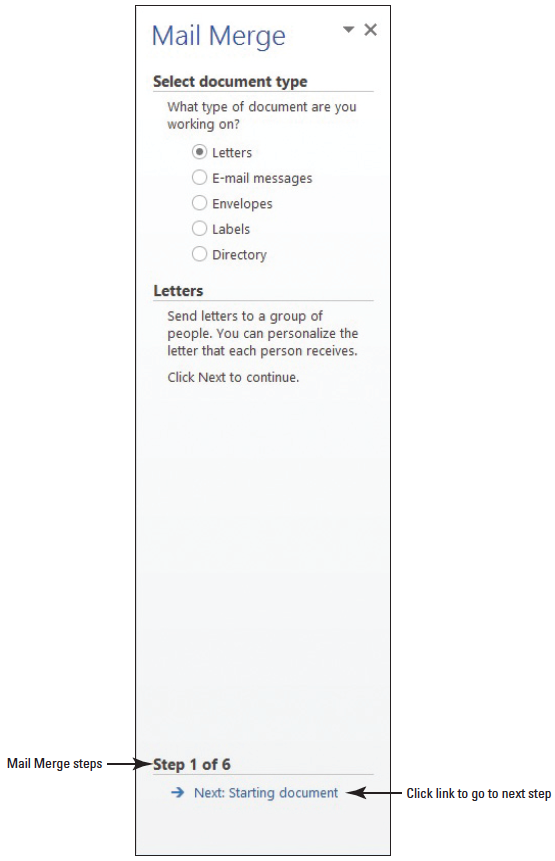 Mail Merge
Select document type
What type of document are you
working on?
Letters
E-mail messages
Envelopes
Labels
Directory
Letters
Send letters to a group of
people. You can personalize the
letter that each person receives.
Click Next to continue.
Mail Merge steps
Step 1 of 6
Next: Starting document
Click link to go to next step